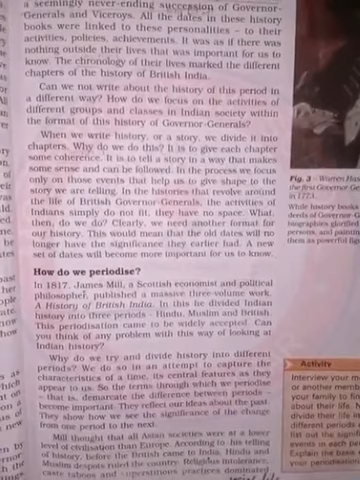 a seemingly never-ending succession of Governor-
Generals and Viceroys. All the dates in these history
books were linked to these personalities – to their
activities, policies, achievements. It was as if there was
nothing outside their lives that was important for us to
know. The chronology of their lives marked the different
chapters of the history of British India.
Can we not write about the history of this period in
a different way? How do we focus on the activities of
different groups and classes in Indian society within
the format of this history of Governor-Generals?
When we write history, or a story, we divide it into
chapters. Why do we do this? It is to give each chapter
some coherence. It is to tell a story in a way that makes
some sense and can be followed. In the process we focus
only on those events that help us to give shape to the
story we are telling. In the histories that revolve around
the life of British Governor-Generals, the activities of
Indians simply do not fit, they have no space. What,
then, do we do? Clearly, we need another format for
our history. This would mean that the old dates will no
longer have the significance they earlier had. A new
set of dates will become more important for us to know.
How do we periodise?
In 1817, James Mill, a Scottish economist and political
philosopher, published a massive three-volume work,
A History of British India. In this he divided Indian
history into three periods – Hindu, Muslim and British.
This periodisation came to be widely accepted. Can
you think of any problem with this way of looking at
Indian history?
Why do we try and divide history into different
periods? We do so in an attempt to capture the
characteristics of a time, its central features as they
appear to us. So the terms through which we periodise
– that is, demarcate the difference between periods –
become important. They reflect our ideas about the past.
They show how we see the significance of the change
from one period to the next.
Mill thought that all Asian societies were at a lower
level of civilisation than Europe. According to his telling
of history, before the British came to India, Hindu and
Muslim despots ruled the country. Religious intolerance,
caste taboos and superstitious practices dominated
Fig. 3 – Warren Has
the first Governor-Ge
in 1773.
While history books
deeds of Governor-G
biographies glorified
persons, and paintin
them as powerful fig
Activity
Interview your m
or another memb
your family to fin
about their life. N
divide their life in
different periods
list out the signifi
events in each pe
Explain the basis
your periodisation